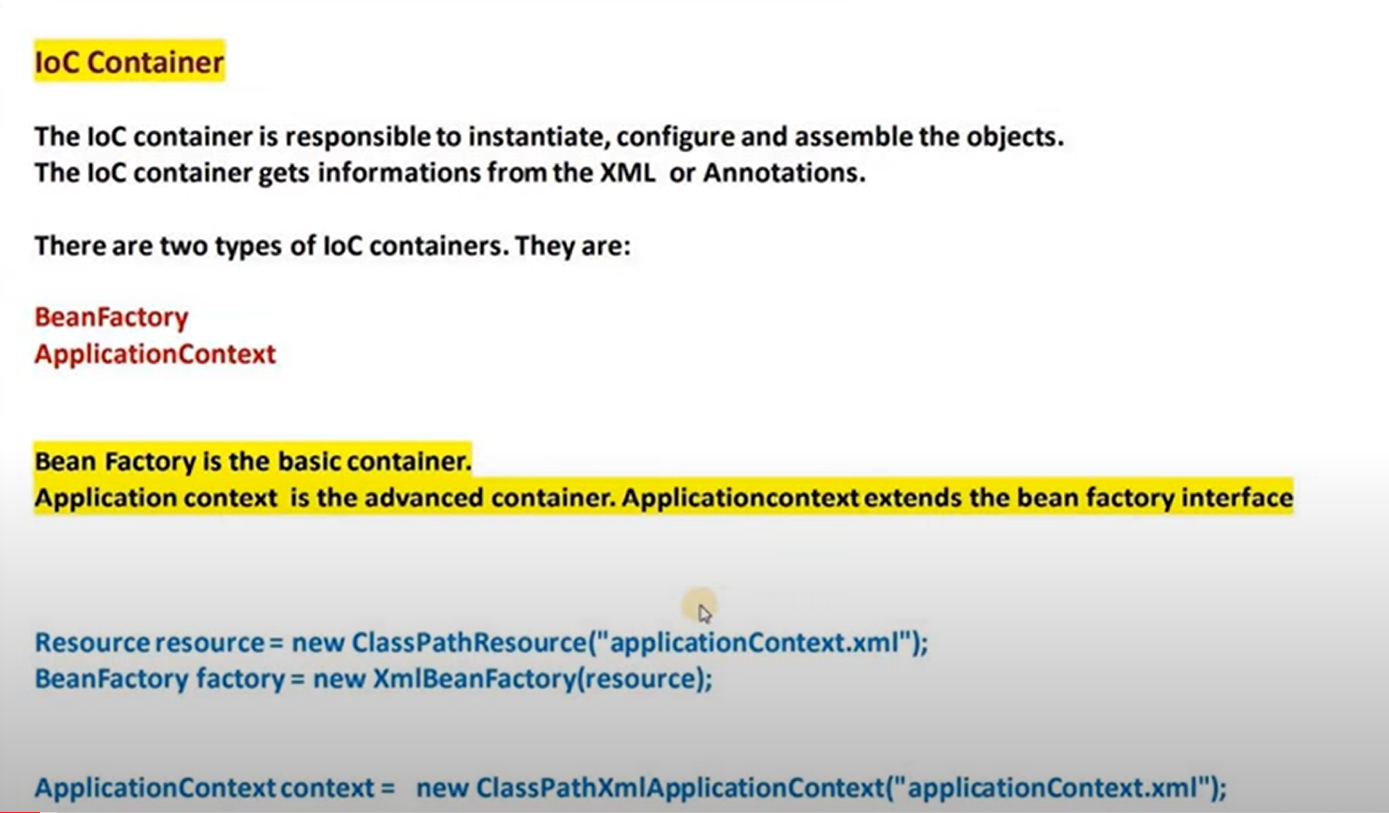 IoC Container
The IoC container is responsible to instantiate, configure and assemble the objects.
The IoC container gets informations from the XML or Annotations.
There are two types of IoC containers. They are:
BeanFactory
ApplicationContext
Bean Factory is the basic container.
Application context is the advanced container. Applicationcontext extends the bean factory interface
Resource resource = new ClassPathResource("applicationContext.xml");
BeanFactory factory = new XmlBeanFactory(resource);
ApplicationContext context = new ClassPathXmlApplicationContext("applicationContext.xml");